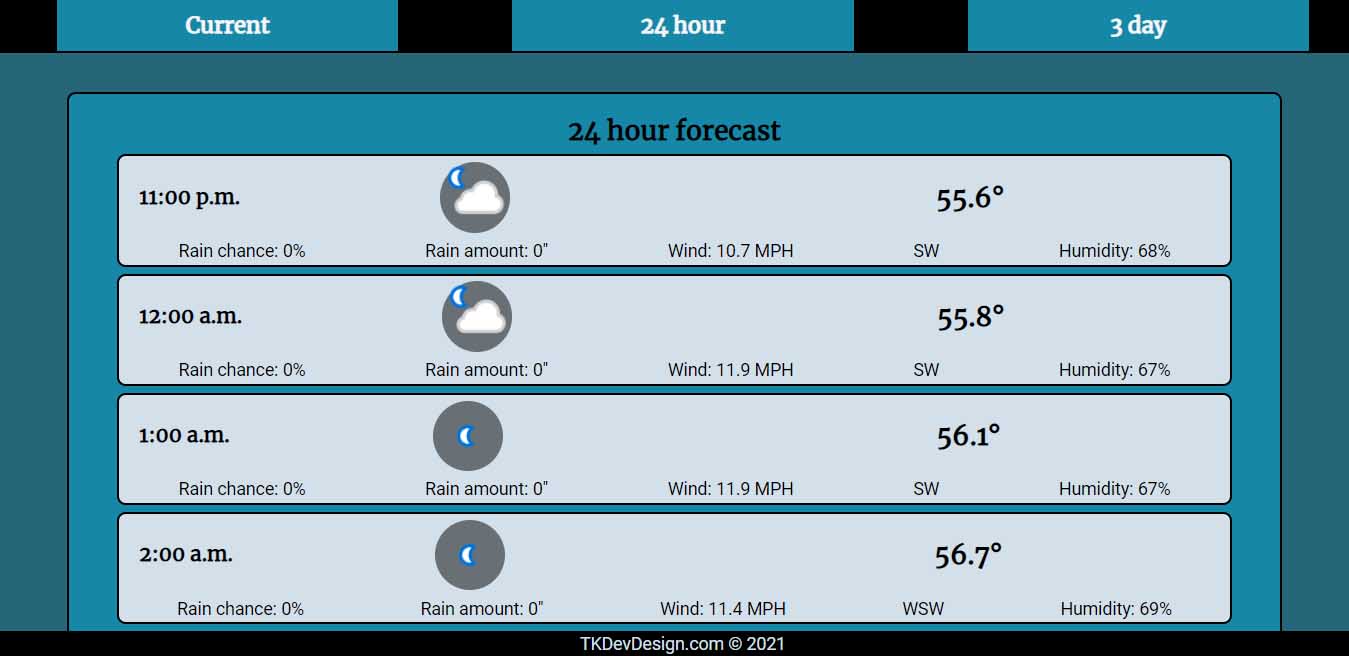 Current 24 hour 3 day
24 hour forecast
11:00 p.m. 55.6°
Rain chance: 0% Rain amount: 0" Wind: 10.7 MPH SW Humidity: 68%
12:00 a.m. 55.8°
Rain chance: 0% Rain amount: 0" Wind: 11.9 MPH SW Humidity: 67%
1:00 a.m. 56.1°
Rain chance: 0% Rain amount: 0" Wind: 11.9 MPH SW Humidity: 67%
2:00 a.m. 56.7°
Rain chance: 0% Rain amount: 0" Wind: 11.4 MPH WSW Humidity: 69%
TKDevDesign.com © 2021